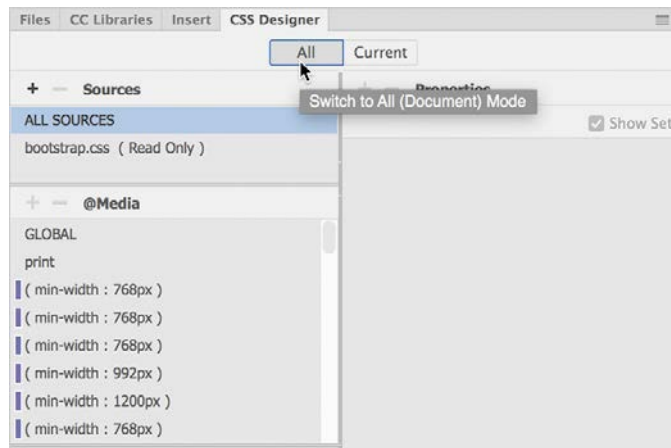 Files CC Libraries Insert CSS Designer
All Current
+ − Sources
Properties
Switch to All (Document) Mode
ALL SOURCES
Show Set
bootstrap.css ( Read Only )
+ − @Media
GLOBAL
print
( min-width : 768px )
( min-width : 768px )
( min-width : 768px )
( min-width : 992px )
( min-width : 1200px )
( min-width : 768px )